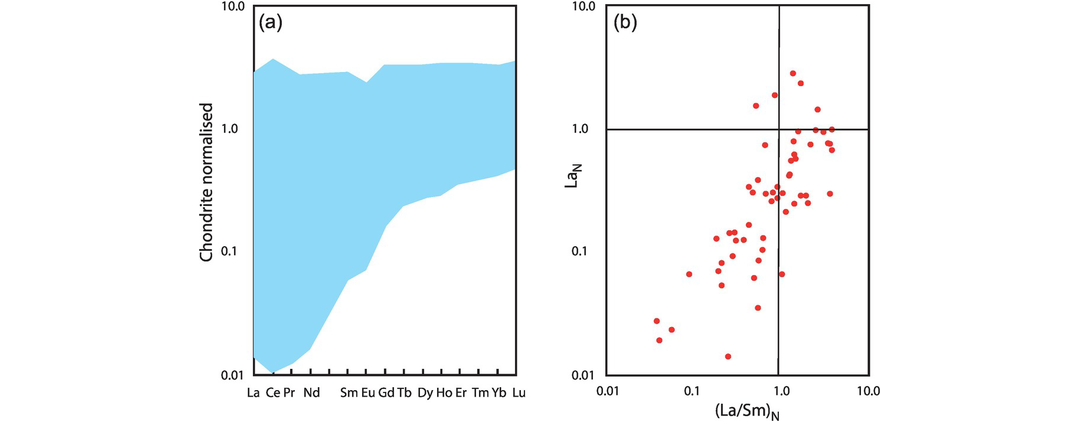 (a)
10.0
1.0
0.1
0.01
Chondrite normalised
La Ce Pr Nd Sm Eu Gd Tb Dy Ho Er Tm Yb Lu
(b)
10.0
1.0
0.1
0.01
LaN
0.01 0.1 1.0 10.0
(La/Sm)N